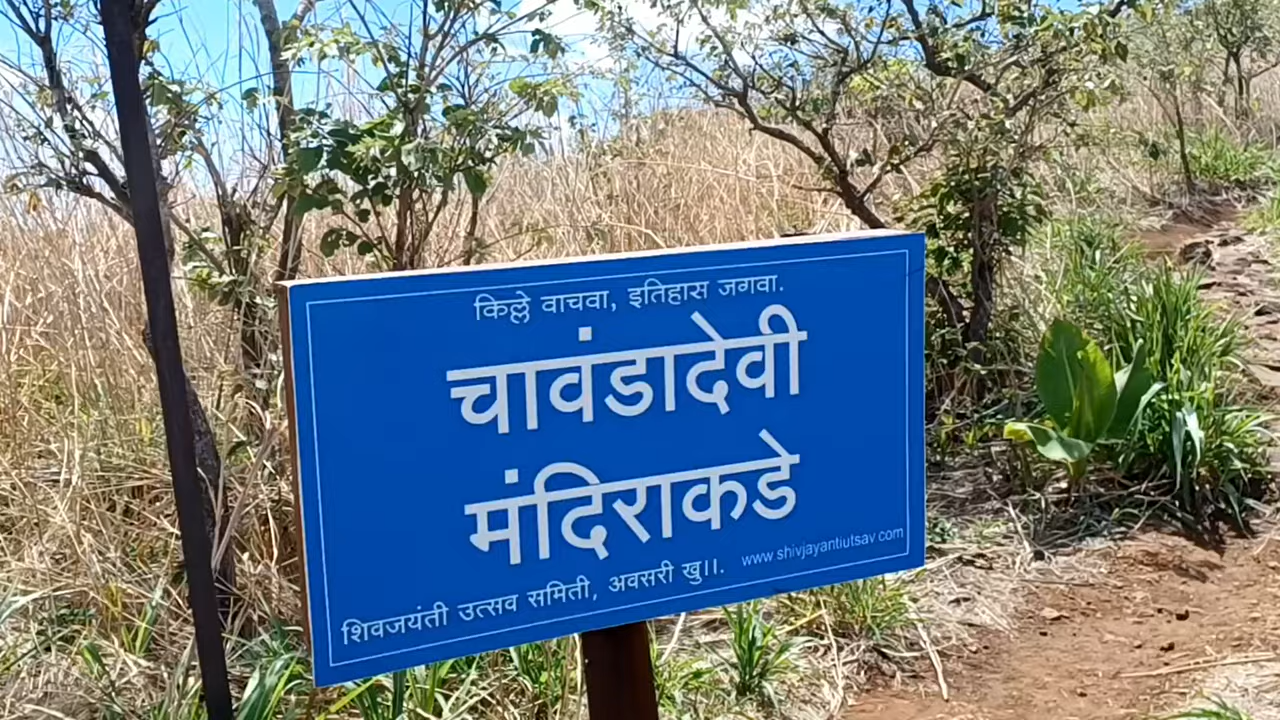 किल्ले वाचवा, इतिहास जगवा.
चावंडादेवी
मंदिराकडे
www.shivjayantiutsav.com
शिवजयंती उत्सव समिती, अवसरी खु।।.